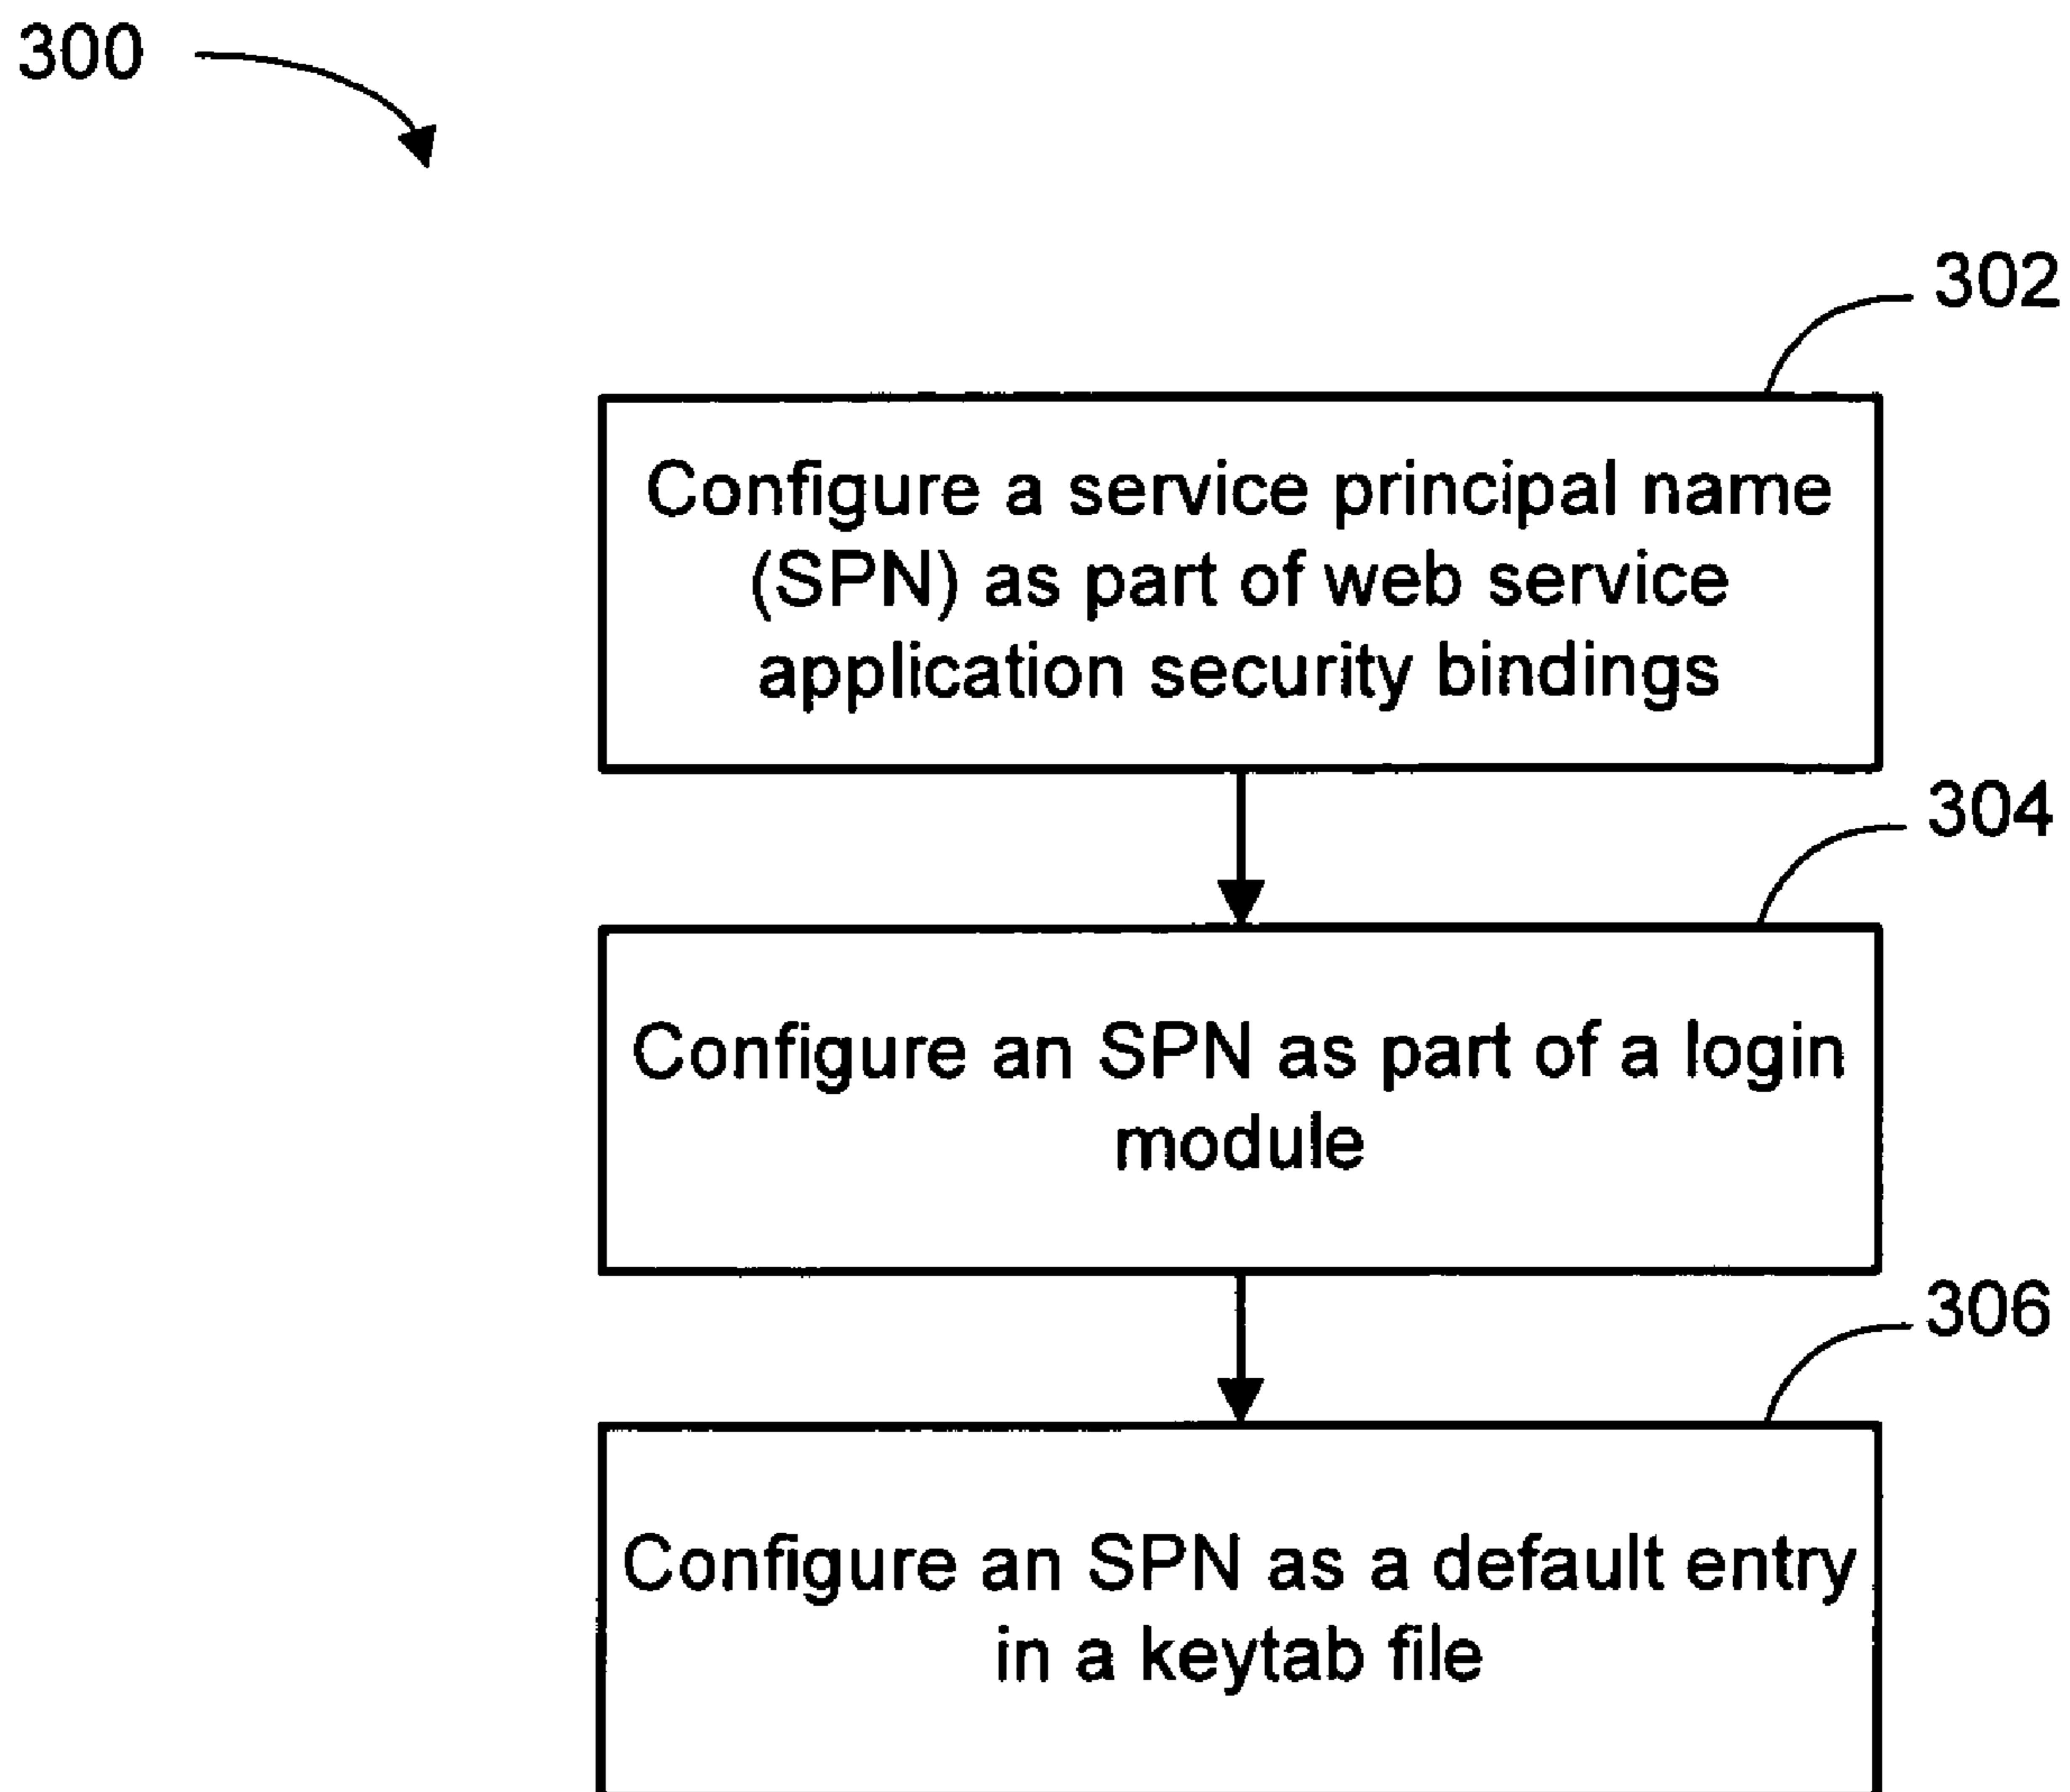 300
302
Configure a service principal name
(SPN) as part of web service
application security bindings
304
Configure an SPN as part of a login
module
306
Configure an SPN as a default entry
in a keytab file